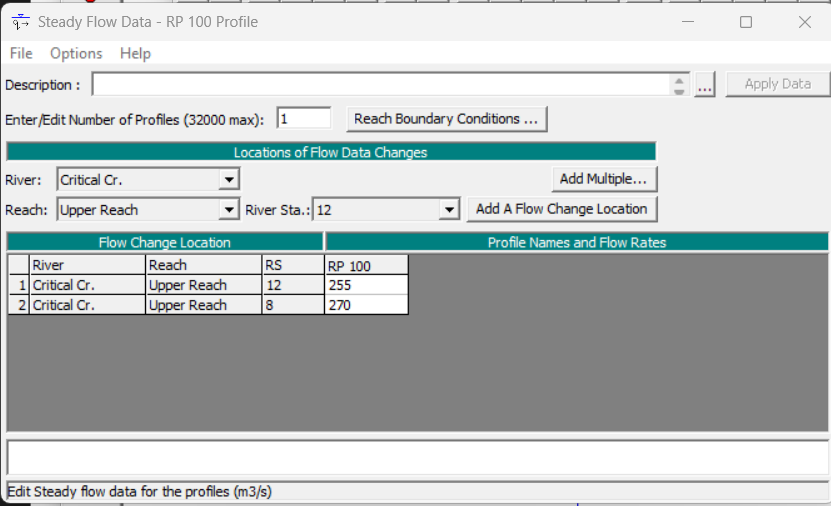 Steady Flow Data - RP 100 Profile
File Options Help
Description : ... Apply Data
Enter/Edit Number of Profiles (32000 max): 1 Reach Boundary Conditions ...
Locations of Flow Data Changes
River: Critical Cr. Add Multiple...
Reach: Upper Reach River Sta.: 12 Add A Flow Change Location
Flow Change Location Profile Names and Flow Rates
River Reach RS RP 100
1 Critical Cr. Upper Reach 12 255
2 Critical Cr. Upper Reach 8 270
Edit Steady flow data for the profiles (m3/s)